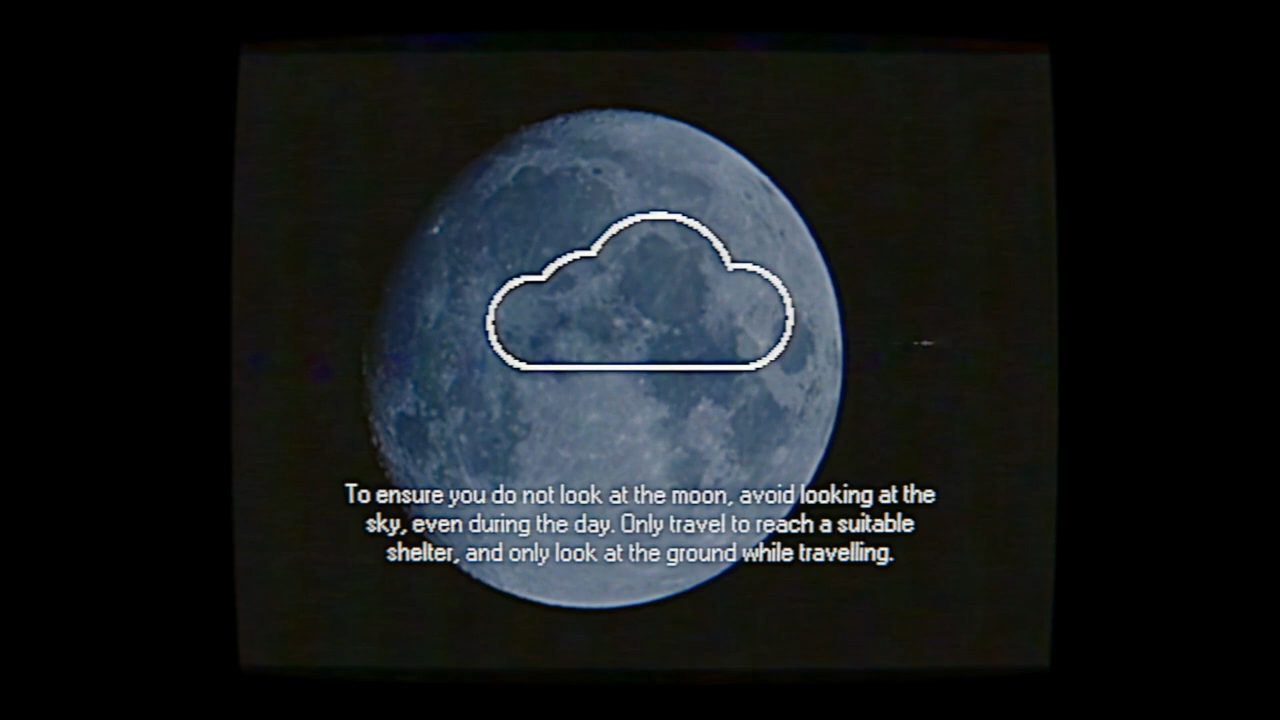 To ensure you do not look at the moon, avoid looking at the
sky, even during the day. Only travel to reach a suitable
shelter, and only look at the ground while travelling.